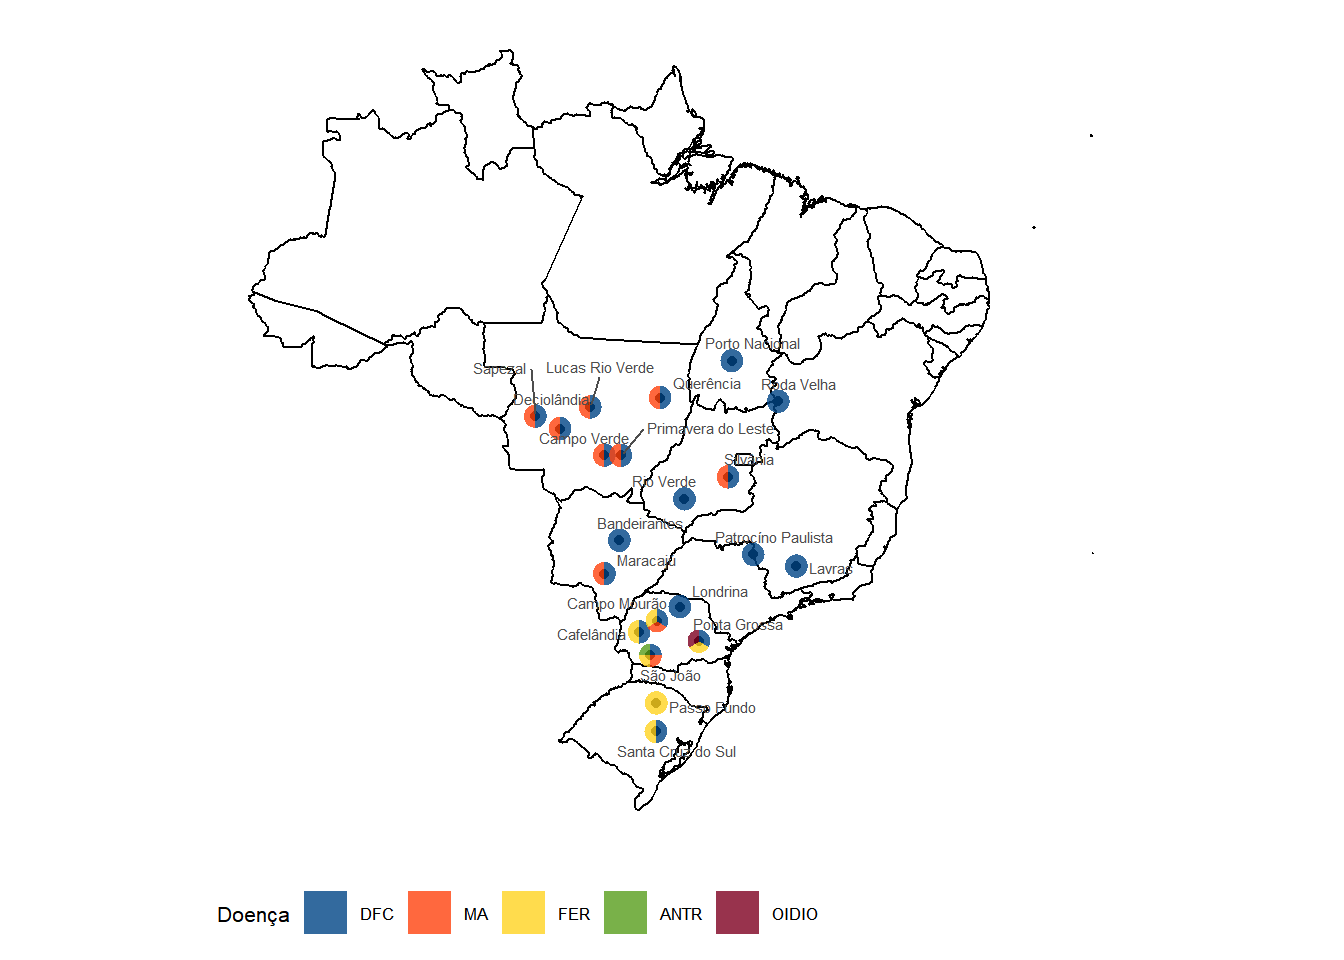 Porto Nacional
Sapezal
Lucas Rio Verde
Querência
Roda Velha
Deciolândia
Primavera do Leste
Campo Verde
Silvânia
Rio Verde
Bandeirantes
Patrocíno Paulista
Maracaju
Lavras
Londrina
Campo Mourão
Ponta Grossa
Cafelândia
São João
Passo Fundo
Santa Cruz do Sul
Doença DFC MA FER ANTR OIDIO